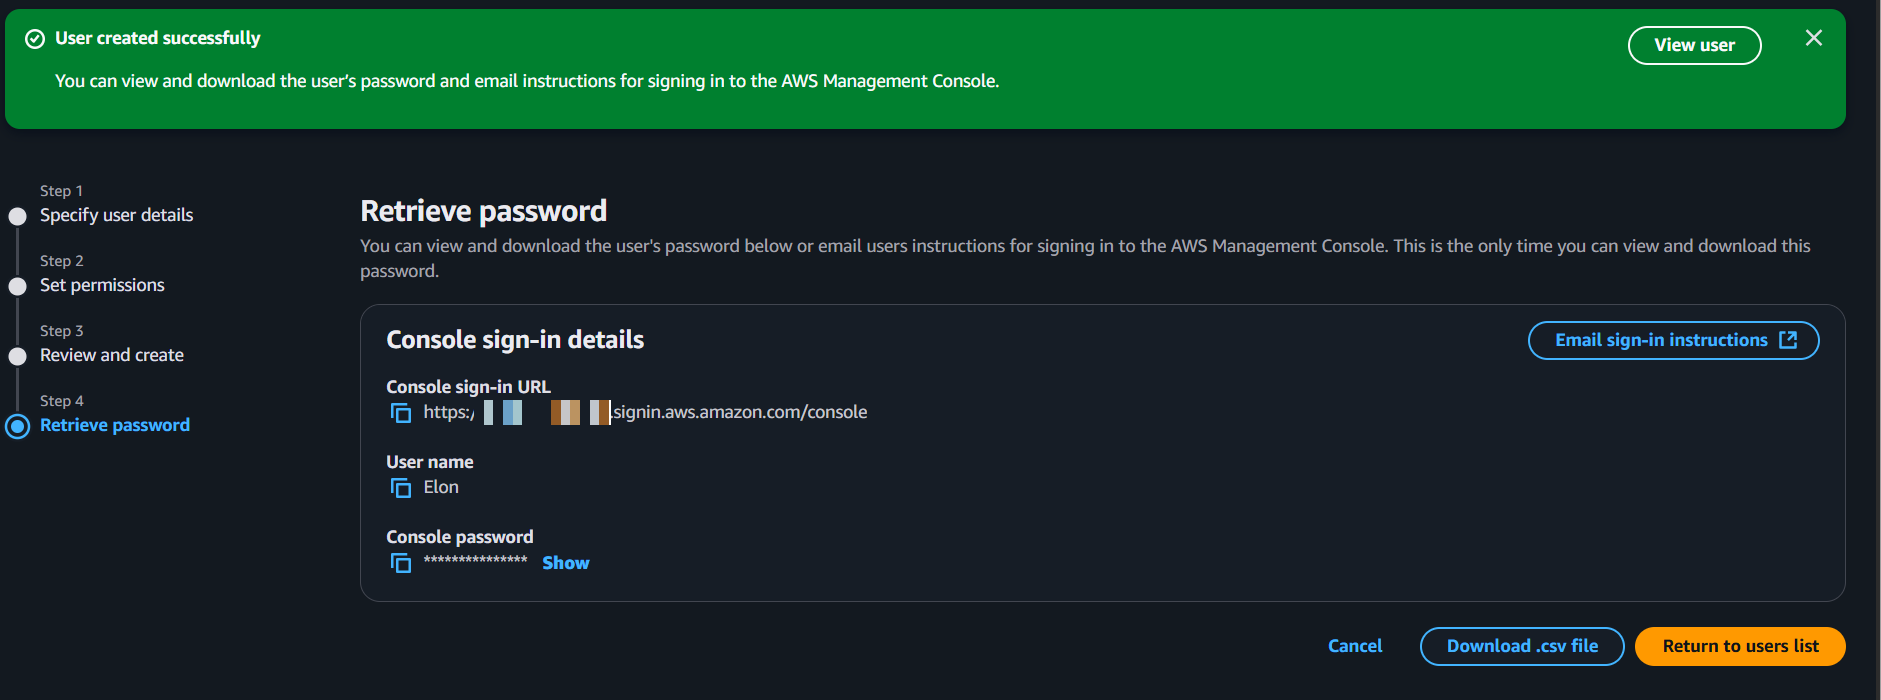 User created successfully
View user
You can view and download the user's password and email instructions for signing in to the AWS Management Console.
Step 1
Specify user details
Step 2
Set permissions
Step 3
Review and create
Step 4
Retrieve password
Retrieve password
You can view and download the user's password below or email users instructions for signing in to the AWS Management Console. This is the only time you can view and download this
password.
Console sign-in details
Email sign-in instructions
Console sign-in URL
https:/ .signin.aws.amazon.com/console
User name
Elon
Console password
*************** Show
Cancel
Download .csv file
Return to users list